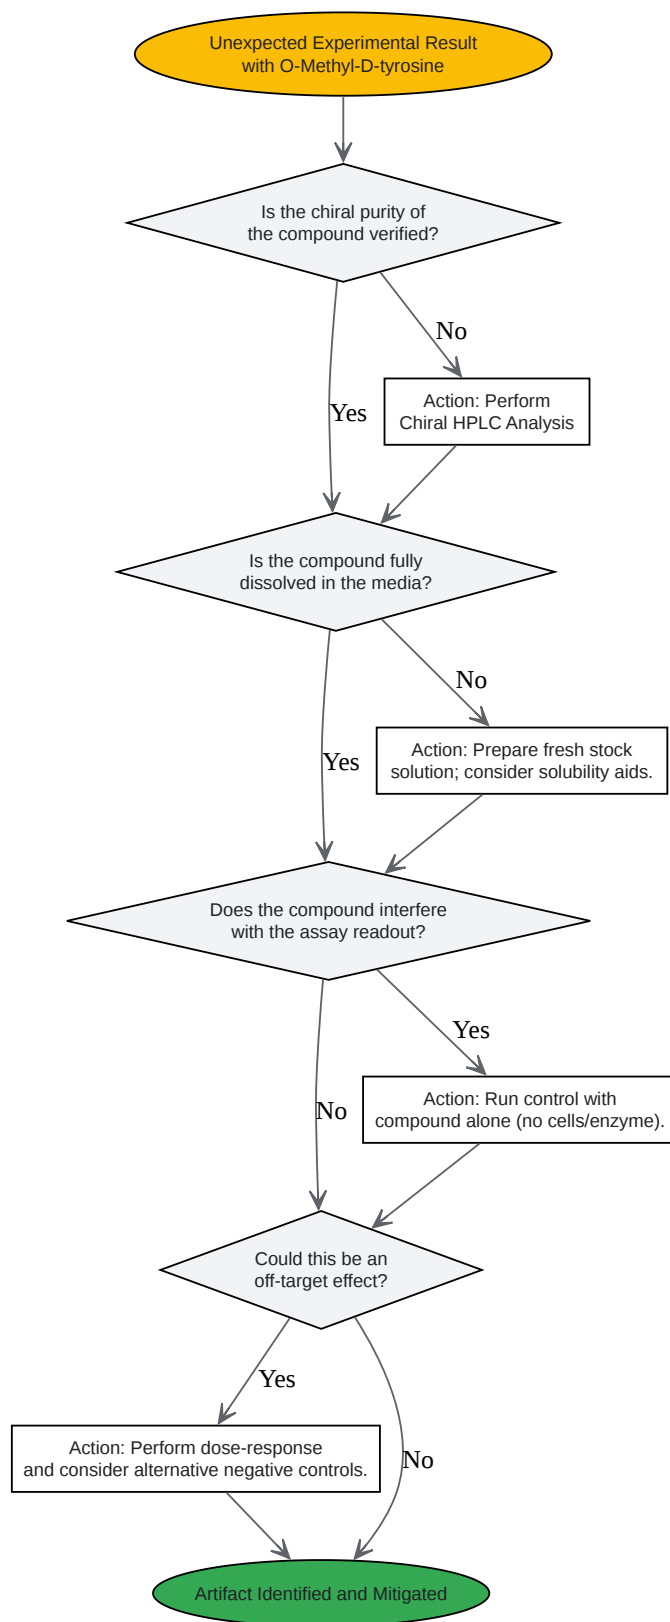 Unexpected Experimental Result
with O-Methyl-D-tyrosine
Is the chiral purity of
the compound verified?
No
Yes
Action: Perform
Chiral HPLC Analysis
Is the compound fully
dissolved in the media?
No
Yes
Action: Prepare fresh stock
solution; consider solubility aids.
Does the compound interfere
with the assay readout?
Yes
No
Action: Run control with
compound alone (no cells/enzyme).
Could this be an
off-target effect?
Yes
No
Action: Perform dose-response
and consider alternative negative controls.
Artifact Identified and Mitigated